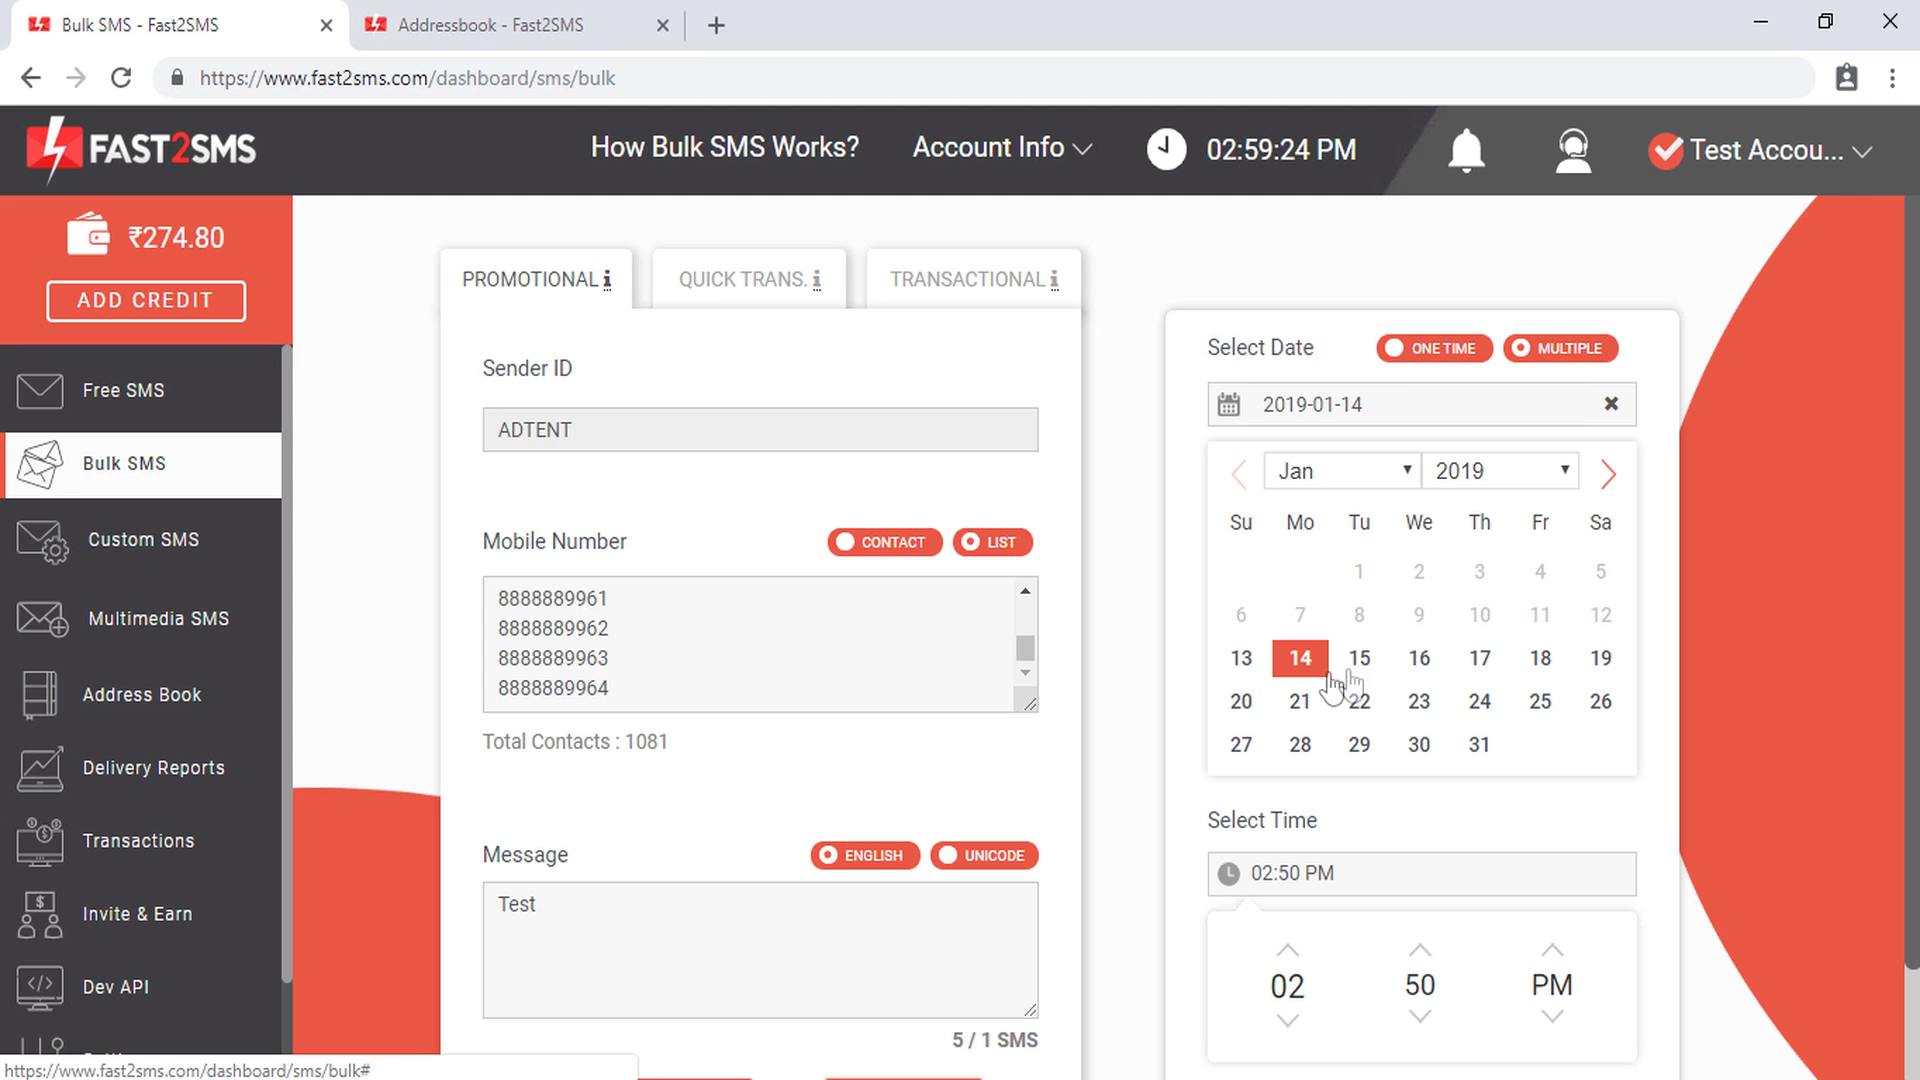 Bulk SMS - Fast2SMS
Addressbook - Fast2SMS
https://www.fast2sms.com/dashboard/sms/bulk
FAST2SMS
How Bulk SMS Works?
Account Info
02:59:24 PM
Test Accou...
₹274.80
ADD CREDIT
Free SMS
Bulk SMS
Custom SMS
Multimedia SMS
Address Book
Delivery Reports
Transactions
Invite & Earn
Dev API
PROMOTIONAL i
QUICK TRANS. i
TRANSACTIONAL i
Sender ID
ADTENT
Mobile Number
CONTACT
LIST
8888889961
8888889962
8888889963
8888889964
Total Contacts : 1081
Message
ENGLISH
UNICODE
Test
5 / 1 SMS
Select Date
ONE TIME
MULTIPLE
2019-01-14
Jan
2019
Su Mo Tu We Th Fr Sa
1 2 3 4 5
6 7 8 9 10 11 12
13 14 15 16 17 18 19
20 21 22 23 24 25 26
27 28 29 30 31
Select Time
02:50 PM
02 50 PM
https://www.fast2sms.com/dashboard/sms/bulk#